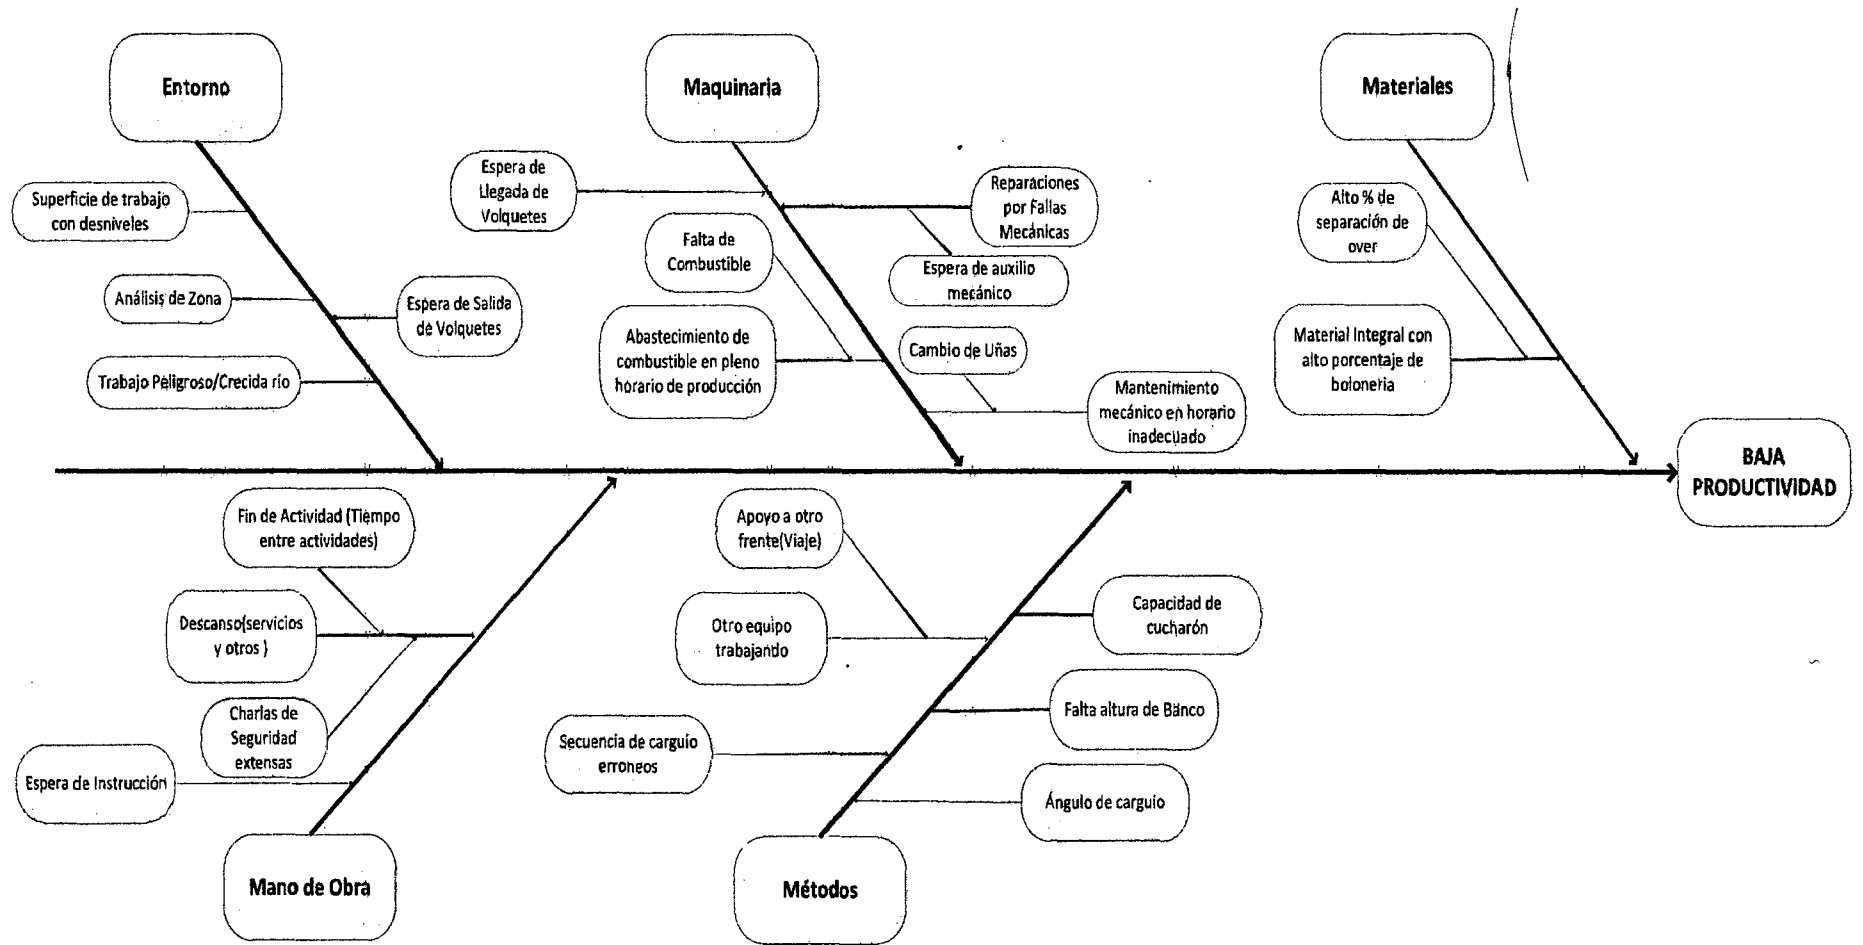 Entorno
Maquinaria
Materiales
Superficie de trabajo
con desniveles
Análisis de Zona
Espera de Salida
de Volquetes
Trabajo Peligroso/Crecida río
Espera de
Llegada de
Volquetes
Reparaciones
por Fallas
Mecánicas
Falta de
Combustible
Espera de auxilio
mecánico
Abastecimiento de
combustible en pleno
horario de producción
Cambio de Uñas
Mantenimiento
mecánico en horario
inadecuado
Alto % de
separación de
over
Material Integral con
alto porcentaje de
boloneria
BAJA
PRODUCTIVIDAD
Fin de Actividad (Tiempo
entre actividades)
Descanso(servicios
y otros )
Charlas de
Seguridad
extensas
Espera de Instrucción
Mano de Obra
Apoyo a otro
frente(Viaje)
Otro equipo
trabajando
Capacidad de
cucharón
Falta altura de Banco
Secuencia de carguío
erroneos
Ángulo de carguío
Métodos